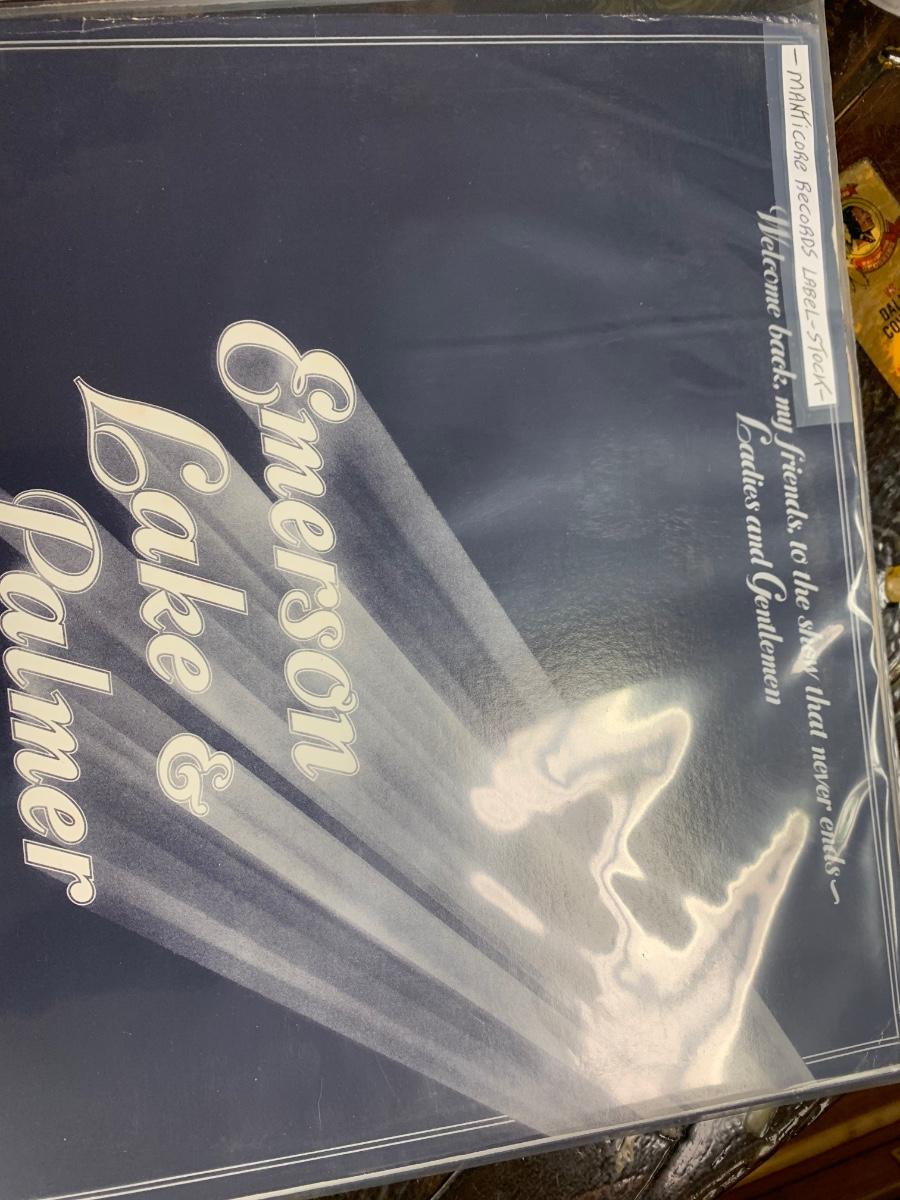 - MANTICORE RECORDS LABEL-STOCK-
Welcome back, my friends, to the show that never ends~
Ladies and Gentlemen
Emerson
Lake &
Palmer